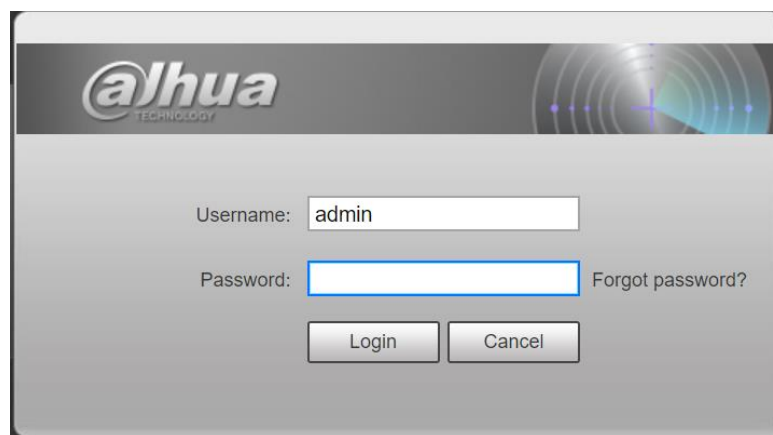 alhua
TECHNOLOGY
Username: admin
Password: Forgot password?
Login Cancel